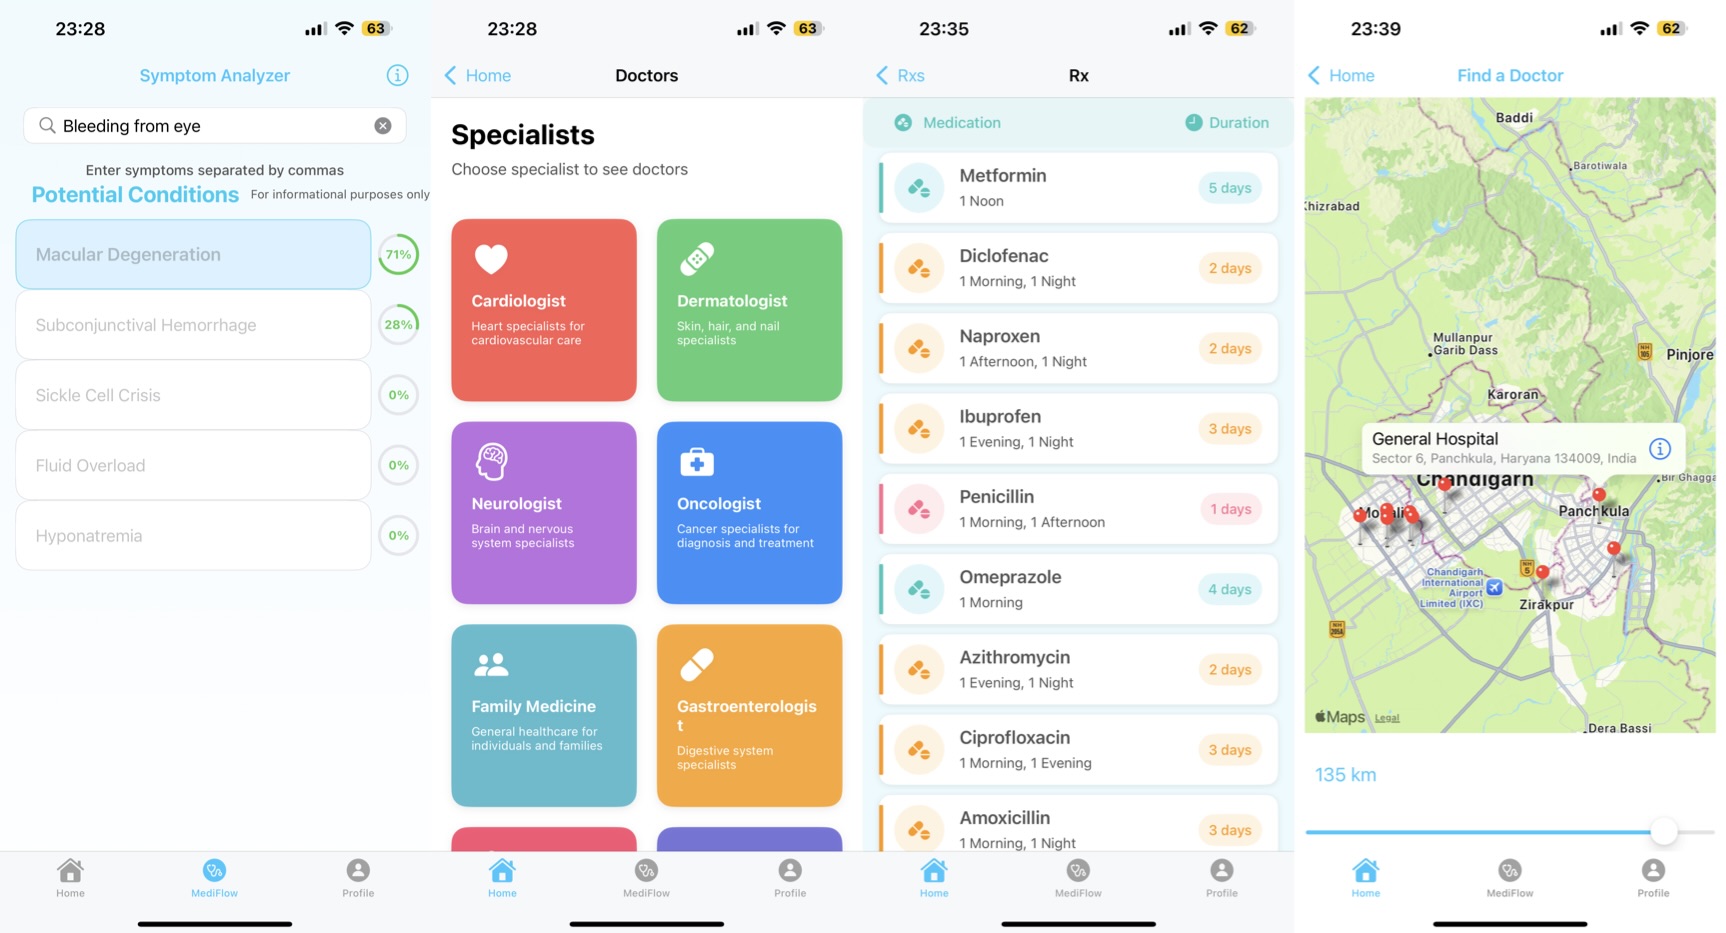 23:28
63
Symptom Analyzer
Bleeding from eye
Enter symptoms separated by commas
Potential Conditions For informational purposes only
Macular Degeneration
71%
Subconjunctival Hemorrhage
28%
Sickle Cell Crisis
0%
Fluid Overload
0%
Hyponatremia
0%
Home
MediFlow
Profile
23:28
63
Home
Doctors
Specialists
Choose specialist to see doctors
Cardiologist
Heart specialists for
cardiovascular care
Dermatologist
Skin, hair, and nail
specialists
Neurologist
Brain and nervous
system specialists
Oncologist
Cancer specialists for
diagnosis and treatment
Family Medicine
General healthcare for
individuals and families
Gastroenterologis
t
Digestive system
specialists
Home
MediFlow
Profile
23:35
62
Rxs
Rx
Medication
Duration
Metformin
1 Noon
5 days
Diclofenac
1 Morning, 1 Night
2 days
Naproxen
1 Afternoon, 1 Night
2 days
Ibuprofen
1 Evening, 1 Night
3 days
Penicillin
1 Morning, 1 Afternoon
1 days
Omeprazole
1 Morning
4 days
Azithromycin
1 Evening, 1 Night
2 days
Ciprofloxacin
1 Morning, 1 Evening
3 days
Amoxicillin
1 Morning, 1 Night
3 days
Home
MediFlow
Profile
23:39
62
Home
Find a Doctor
Baddi
Barotiwala
Khizrabad
Mullanpur
Garib Dass
NH
105
Pinjore
Karoran
General Hospital
Sector 6, Panchkula, Haryana 134009, India
Chandigarh
Bir Ghagga
Mohali
Panchkula
Chandigarh
International
Airport
Limited (IXC)
NH
5
Zirakpur
NH
205A
Maps
Legal
Dera Bassi
135 km
Home
MediFlow
Profile